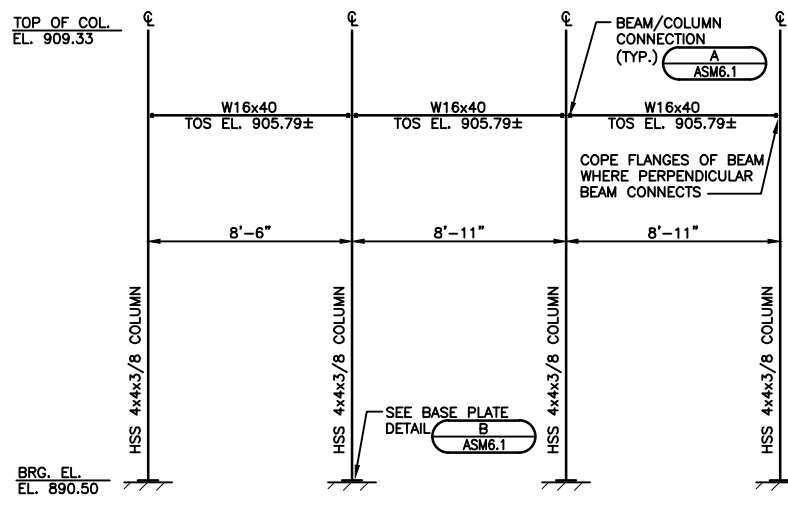 TOP OF COL.
EL. 909.33
℄ ℄ ℄ ℄
BEAM/COLUMN
CONNECTION
(TYP.)
A
ASM6.1
W16x40
TOS EL. 905.79±
W16x40
TOS EL. 905.79±
W16x40
TOS EL. 905.79±
COPE FLANGES OF BEAM
WHERE PERPENDICULAR
BEAM CONNECTS
8'-6"
8'-11"
8'-11"
HSS 4x4x3/8 COLUMN
HSS 4x4x3/8 COLUMN
HSS 4x4x3/8 COLUMN
HSS 4x4x3/8 COLUMN
SEE BASE PLATE
DETAIL
B
ASM6.1
BRG. EL.
EL. 890.50